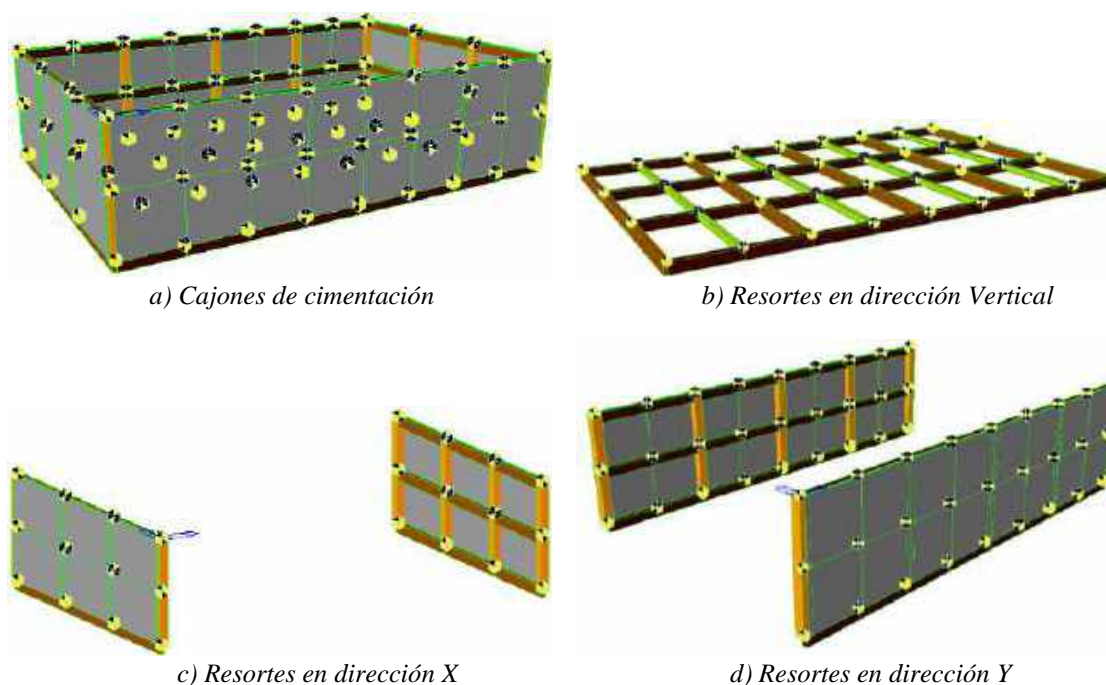 a) Cajones de cimentación
b) Resortes en dirección Vertical
c) Resortes en dirección X
d) Resortes en dirección Y